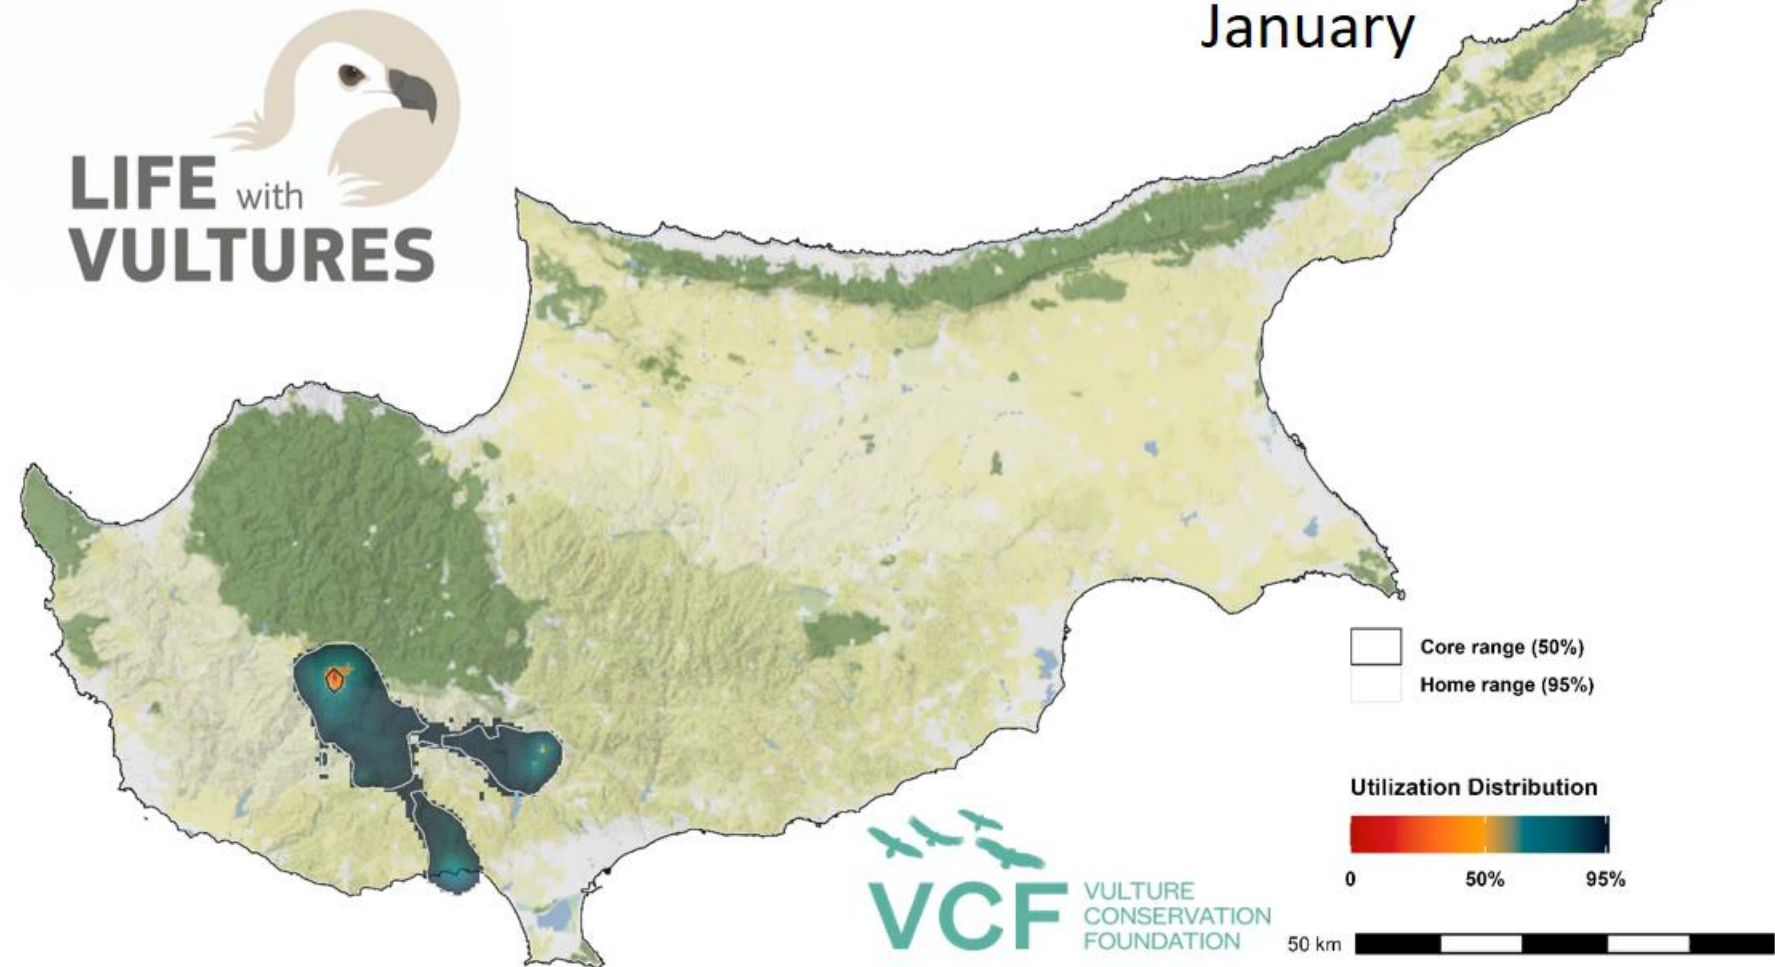 January
LIFE with
VULTURES
Core range (50%)
Home range (95%)
Utilization Distribution
0 50% 95%
VCF VULTURE
CONSERVATION
FOUNDATION
50 km